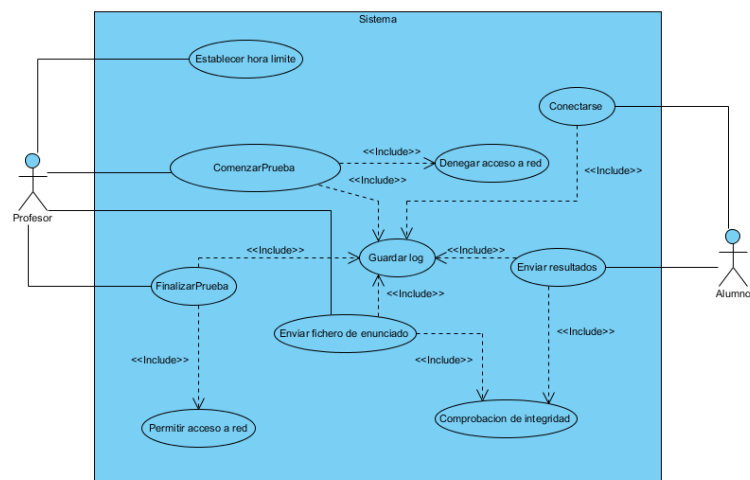 Sistema
Establecer hora limite
Conectarse
<<Include>>
ComenzarPrueba
Denegar acceso a red
<<Include>>
<<Include>>
Profesor
<<Include>>
Guardar log
<<Include>>
Enviar resultados
FinalizarPrueba
Alumno
<<Include>>
Enviar fichero de enunciado
<<Include>>
<<Include>>
<<Include>>
Permitir acceso a red
Comprobacion de integridad